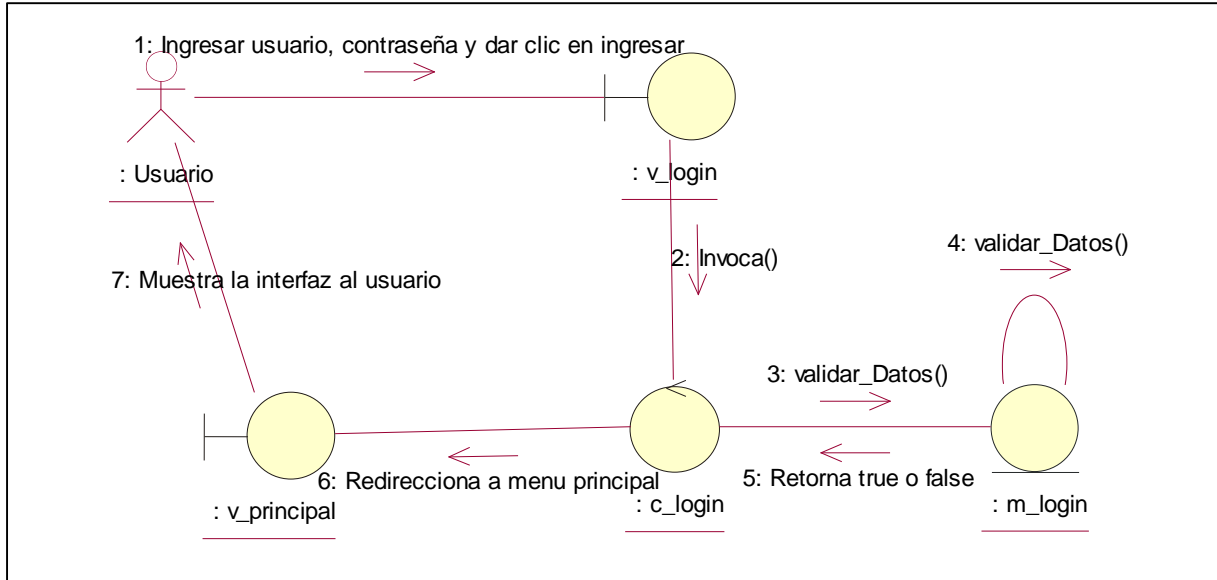 1: Ingresar usuario, contraseña y dar clic en ingresar
: Usuario
: v_login
2: Invoca()
4: validar_Datos()
7: Muestra la interfaz al usuario
3: validar_Datos()
6: Redirecciona a menu principal
5: Retorna true o false
: v_principal
: c_login
: m_login